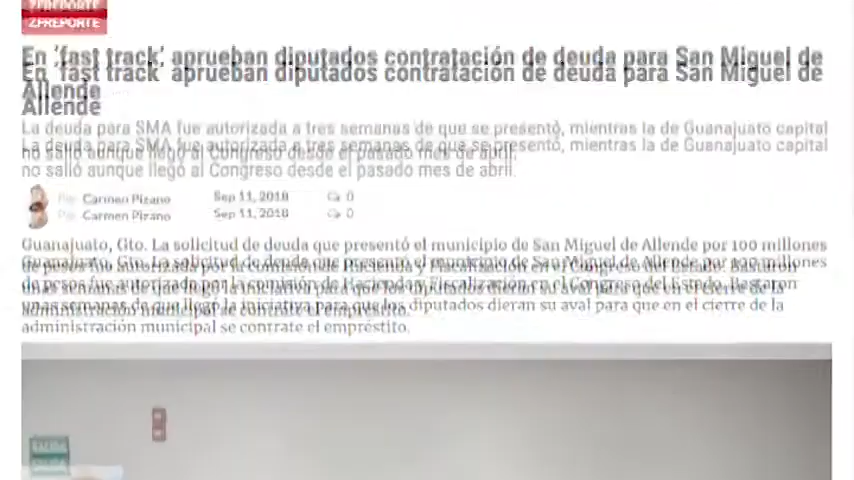 ZFREPORTE
En 'fast track', aprueban diputados contratación de deuda para San Miguel de
Allende
La deuda para SMA fue autorizada a tres semanas de que se presentó, mientras la de Guanajuato capital
no salió aunque llegó al Congreso desde el pasado mes de abril.
Por Carmen Pizano Sep 11, 2018 0
Guanajuato, Gto. La solicitud de deuda que presentó el municipio de San Miguel de Allende por 100 millones
de pesos fue autorizada por la comisión de Hacienda y Fiscalización en el Congreso del Estado. Bastaron
unas semanas de que llegó la iniciativa para que los diputados dieran su aval para que en el cierre de la
administración municipal se contrate el empréstito.
SALIDA